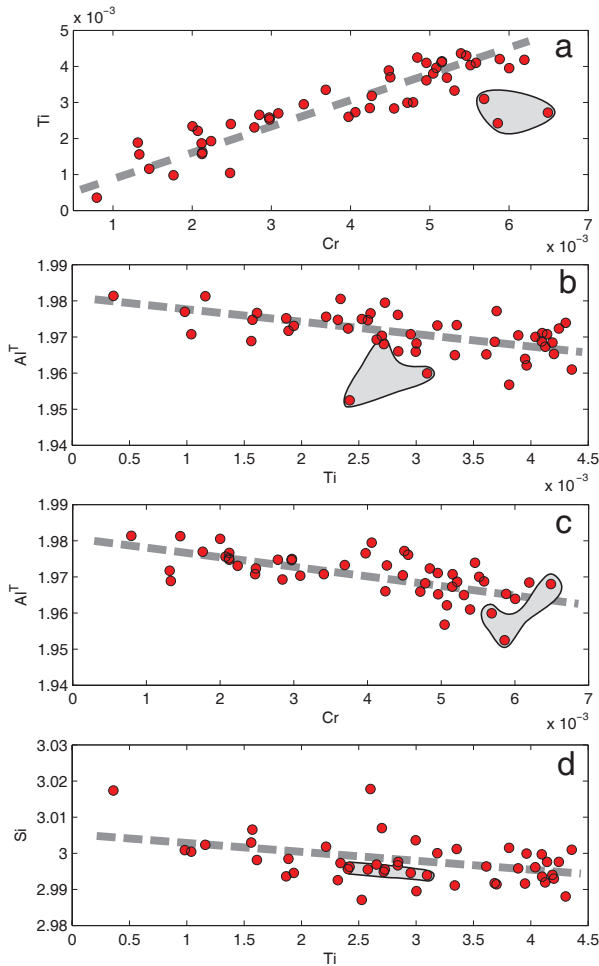 x 10⁻³
a
5
4
3
2
1
0
Ti
1 2 3 4 5 6 7
Cr
x 10⁻³
b
1.99
1.98
1.97
1.96
1.95
1.94
Alᵀ
0 0.5 1 1.5 2 2.5 3 3.5 4 4.5
Ti
x 10⁻³
c
1.99
1.98
1.97
1.96
1.95
1.94
Alᵀ
0 1 2 3 4 5 6 7
Cr
x 10⁻³
d
3.03
3.02
3.01
3
2.99
2.98
Si
0 0.5 1 1.5 2 2.5 3 3.5 4 4.5
Ti
x 10⁻³